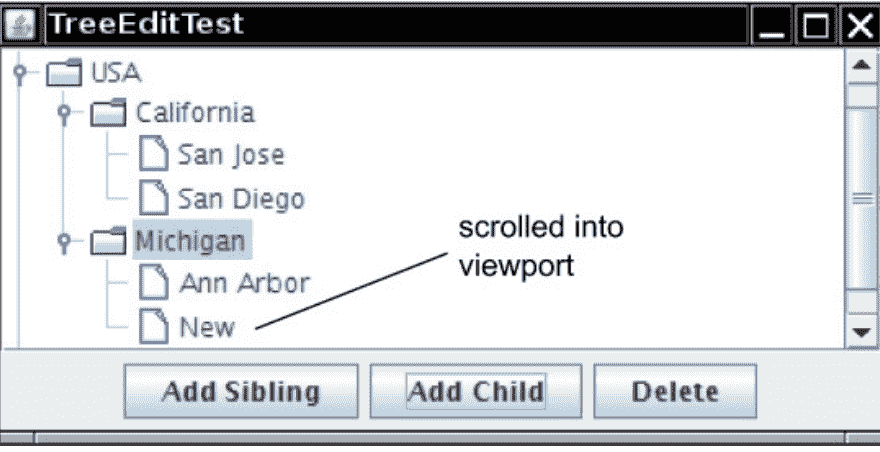 TreeEditTest
USA
California
San Jose
San Diego
Michigan
Ann Arbor
New
scrolled into
viewport
Add Sibling
Add Child
Delete